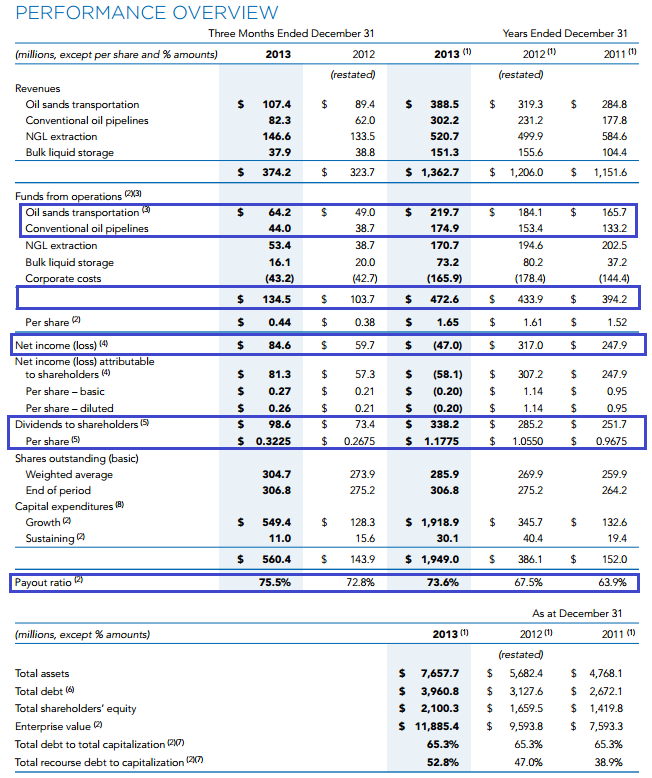 PERFORMANCE OVERVIEW
Three Months Ended December 31 Years Ended December 31
(millions, except per share and % amounts) 2013 2012 2013 (1) 2012 (1) 2011 (1)
(restated) (restated)
Revenues
Oil sands transportation $ 107.4 $ 89.4 $ 388.5 $ 319.3 $ 284.8
Conventional oil pipelines 82.3 62.0 302.2 231.2 177.8
NGL extraction 146.6 133.5 520.7 499.9 584.6
Bulk liquid storage 37.9 38.8 151.3 155.6 104.4
$ 374.2 $ 323.7 $ 1,362.7 $ 1,206.0 $ 1,151.6
Funds from operations (2)(3)
Oil sands transportation (3) $ 64.2 $ 49.0 $ 219.7 $ 184.1 $ 165.7
Conventional oil pipelines 44.0 38.7 174.9 153.4 133.2
NGL extraction 53.4 38.7 170.7 194.6 202.5
Bulk liquid storage 16.1 20.0 73.2 80.2 37.2
Corporate costs (43.2) (42.7) (165.9) (178.4) (144.4)
$ 134.5 $ 103.7 $ 472.6 $ 433.9 $ 394.2
Per share (2) $ 0.44 $ 0.38 $ 1.65 $ 1.61 $ 1.52
Net income (loss) (4) $ 84.6 $ 59.7 $ (47.0) $ 317.0 $ 247.9
Net income (loss) attributable
to shareholders (4) $ 81.3 $ 57.3 $ (58.1) $ 307.2 $ 247.9
Per share – basic $ 0.27 $ 0.21 $ (0.20) $ 1.14 $ 0.95
Per share – diluted $ 0.26 $ 0.21 $ (0.20) $ 1.14 $ 0.95
Dividends to shareholders (5) $ 98.6 $ 73.4 $ 338.2 $ 285.2 $ 251.7
Per share (5) $ 0.3225 $ 0.2675 $ 1.1775 $ 1.0550 $ 0.9675
Shares outstanding (basic)
Weighted average 304.7 273.9 285.9 269.9 259.9
End of period 306.8 275.2 306.8 275.2 264.2
Capital expenditures (8)
Growth (2) $ 549.4 $ 128.3 $ 1,918.9 $ 345.7 $ 132.6
Sustaining (2) 11.0 15.6 30.1 40.4 19.4
$ 560.4 $ 143.9 $ 1,949.0 $ 386.1 $ 152.0
Payout ratio (2) 75.5% 72.8% 73.6% 67.5% 63.9%
As at December 31
(millions, except % amounts) 2013 (1) 2012 (1) 2011 (1)
(restated)
Total assets $ 7,657.7 $ 5,682.4 $ 4,768.1
Total debt (6) $ 3,960.8 $ 3,127.6 $ 2,672.1
Total shareholders' equity $ 2,100.3 $ 1,659.5 $ 1,419.8
Enterprise value (2) $ 11,885.4 $ 9,593.8 $ 7,593.3
Total debt to total capitalization (2)(7) 65.3% 65.3% 65.3%
Total recourse debt to capitalization (2)(7) 52.8% 47.0% 38.9%